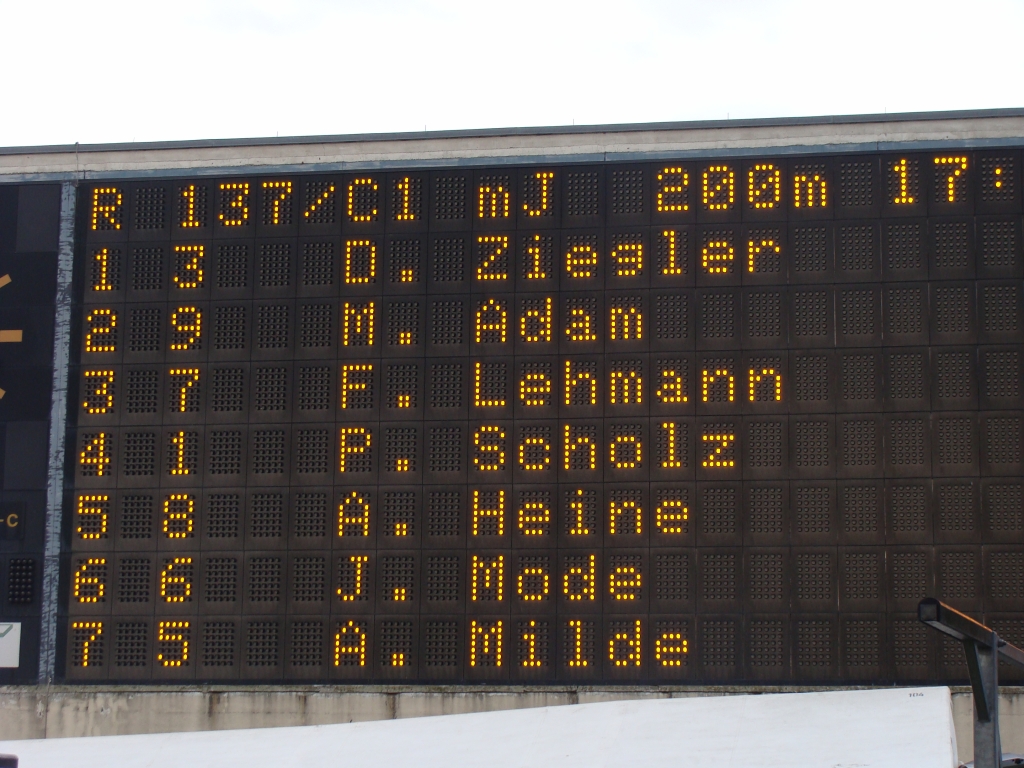 R 137/C1 mJ 200m 17:
1 3 D. Ziegler
2 9 M. Adam
3 7 F. Lehmann
4 1 P. Scholz
5 8 A. Heine
-C
6 6 J. Mode
7 5 A. Milde